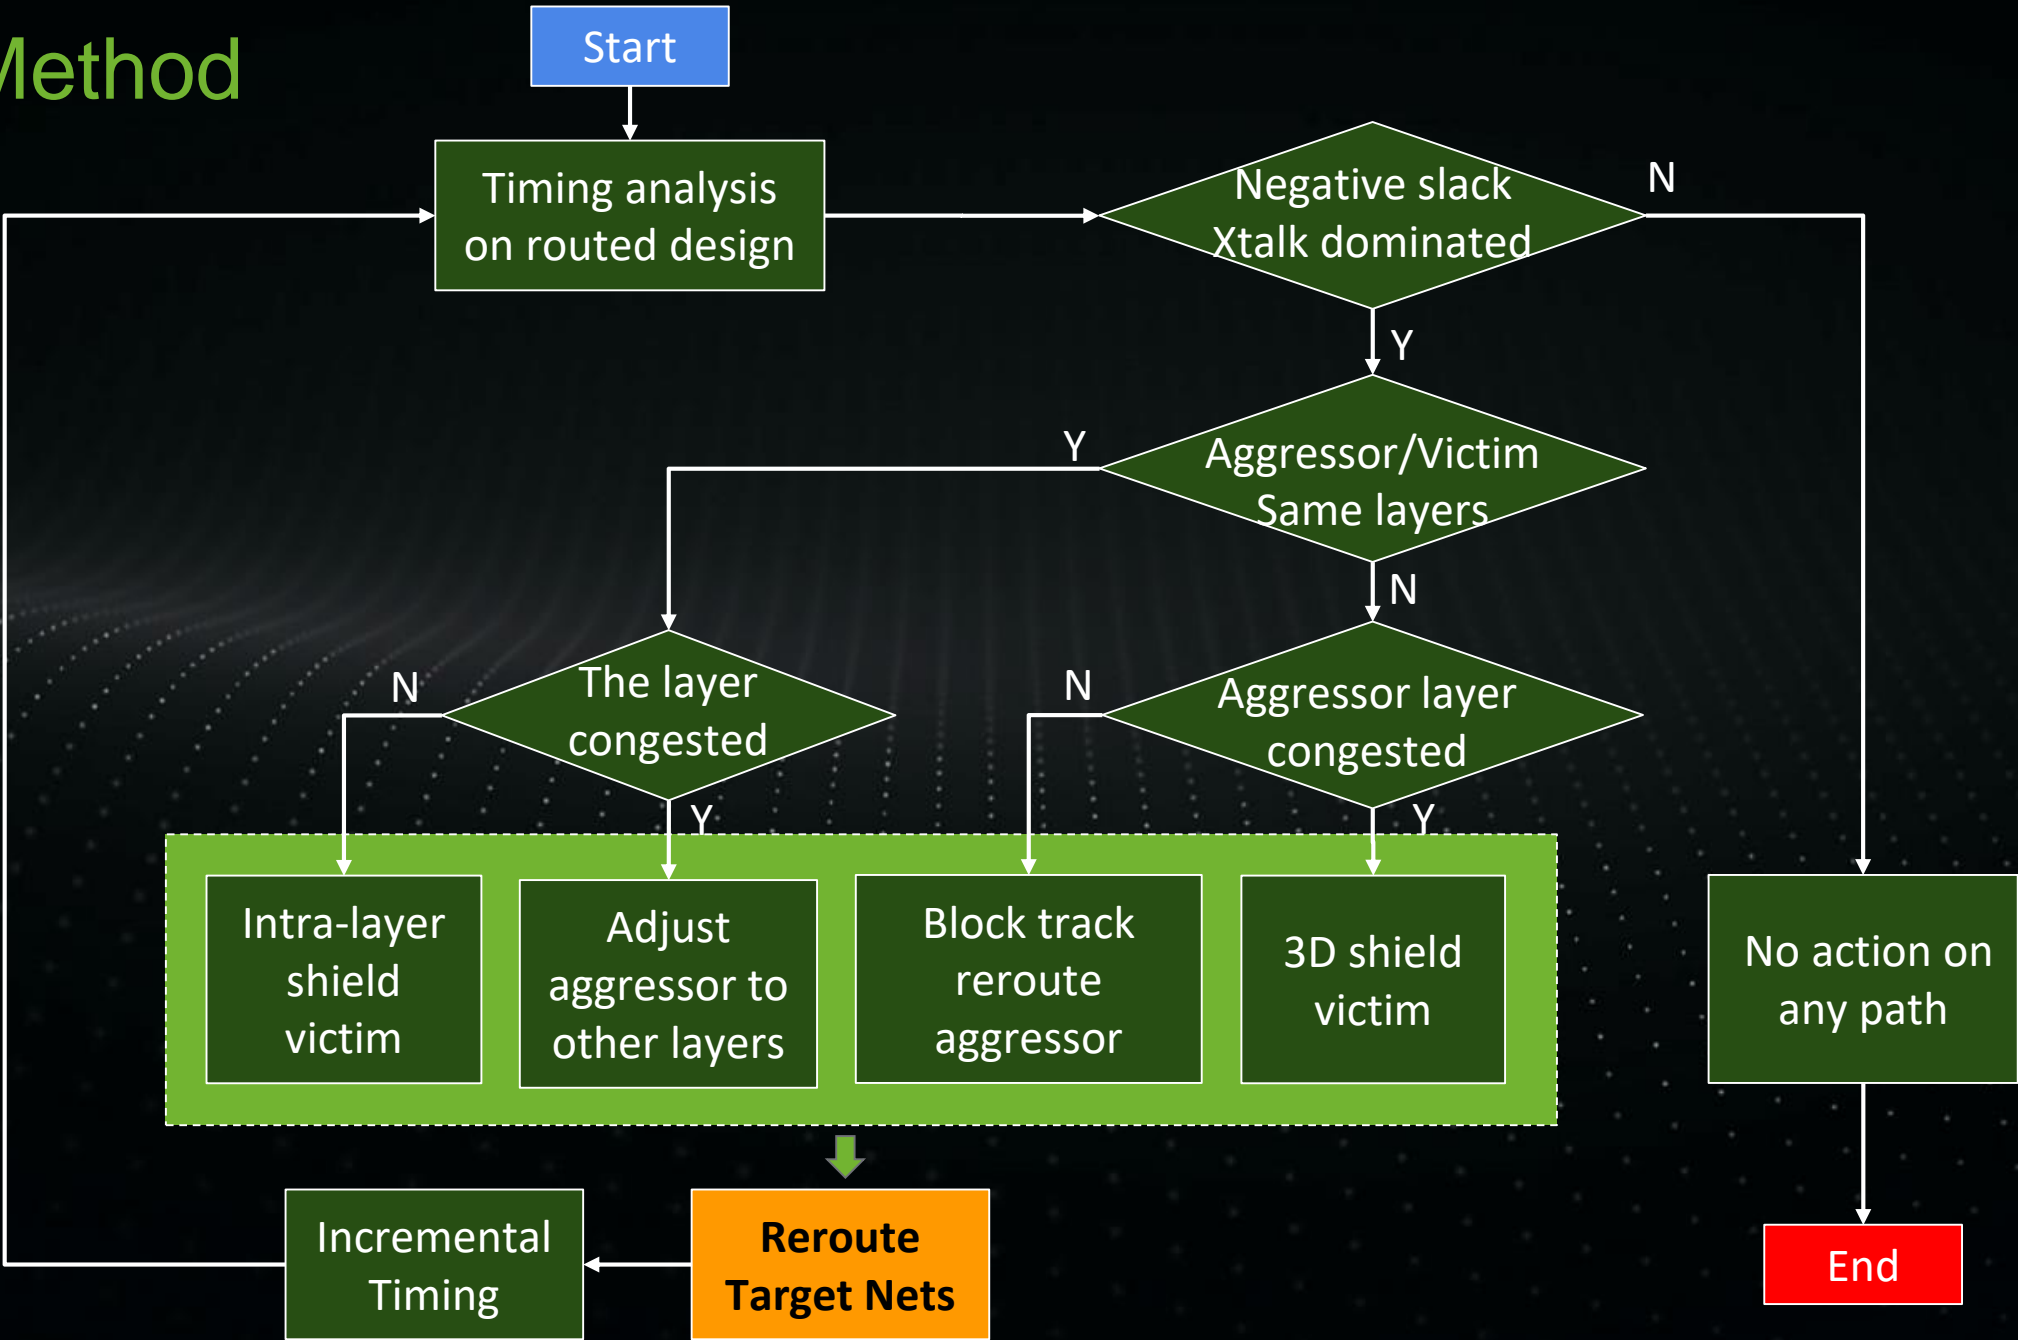 Method
Start
Timing analysis
on routed design
Negative slack
Xtalk dominated
N
Y
Aggressor/Victim
Same layers
Y
N
The layer
congested
N
Y
Aggressor layer
congested
N
Y
Intra-layer
shield
victim
Adjust
aggressor to
other layers
Block track
reroute
aggressor
3D shield
victim
No action on
any path
Incremental
Timing
Reroute
Target Nets
End